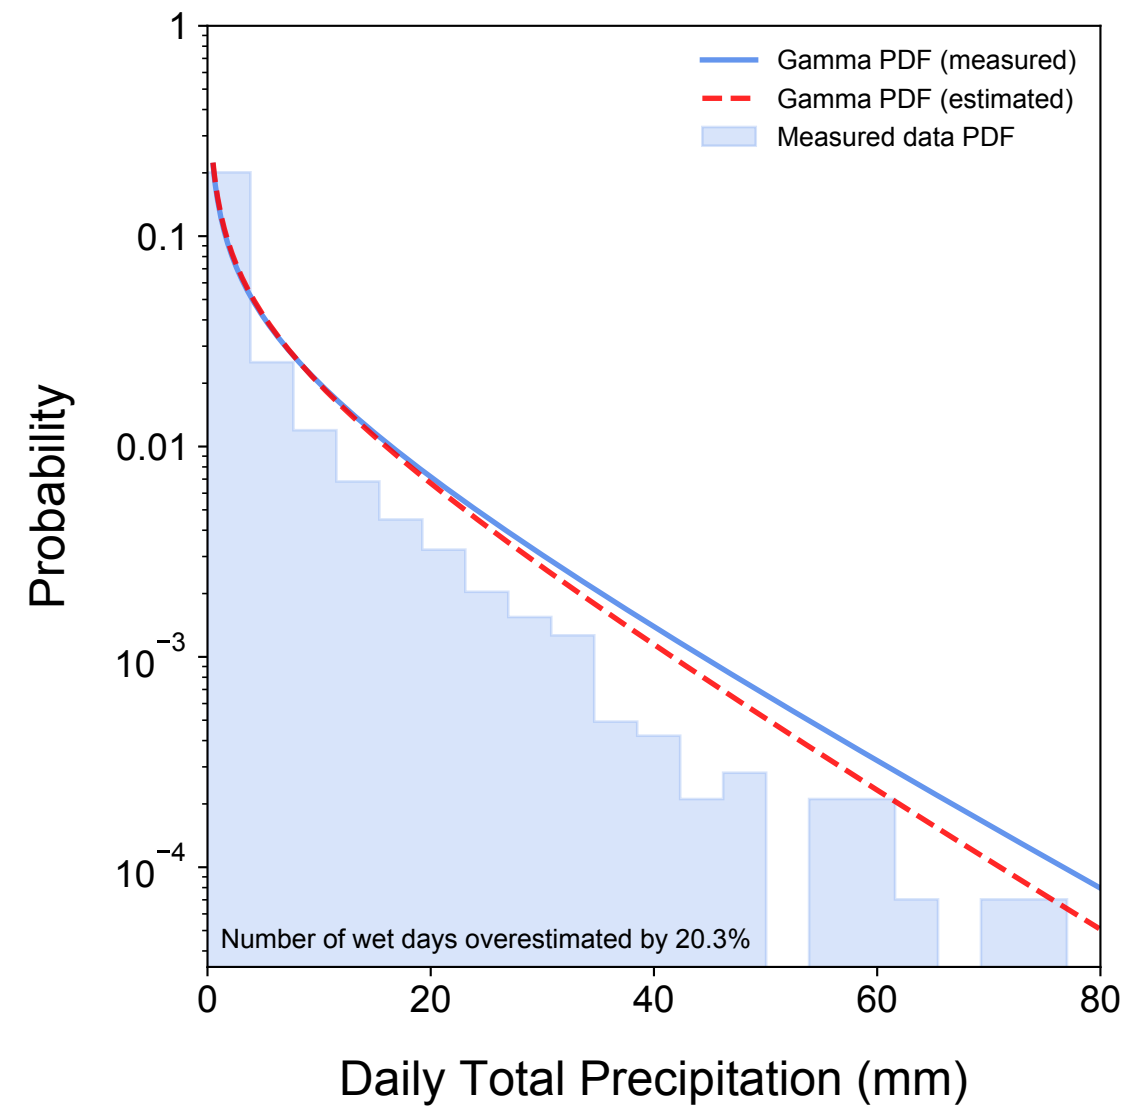 Gamma PDF (measured)
Gamma PDF (estimated)
Measured data PDF
1
0.1
0.01
10⁻³
10⁻⁴
Probability
Number of wet days overestimated by 20.3%
0 20 40 60 80
Daily Total Precipitation (mm)